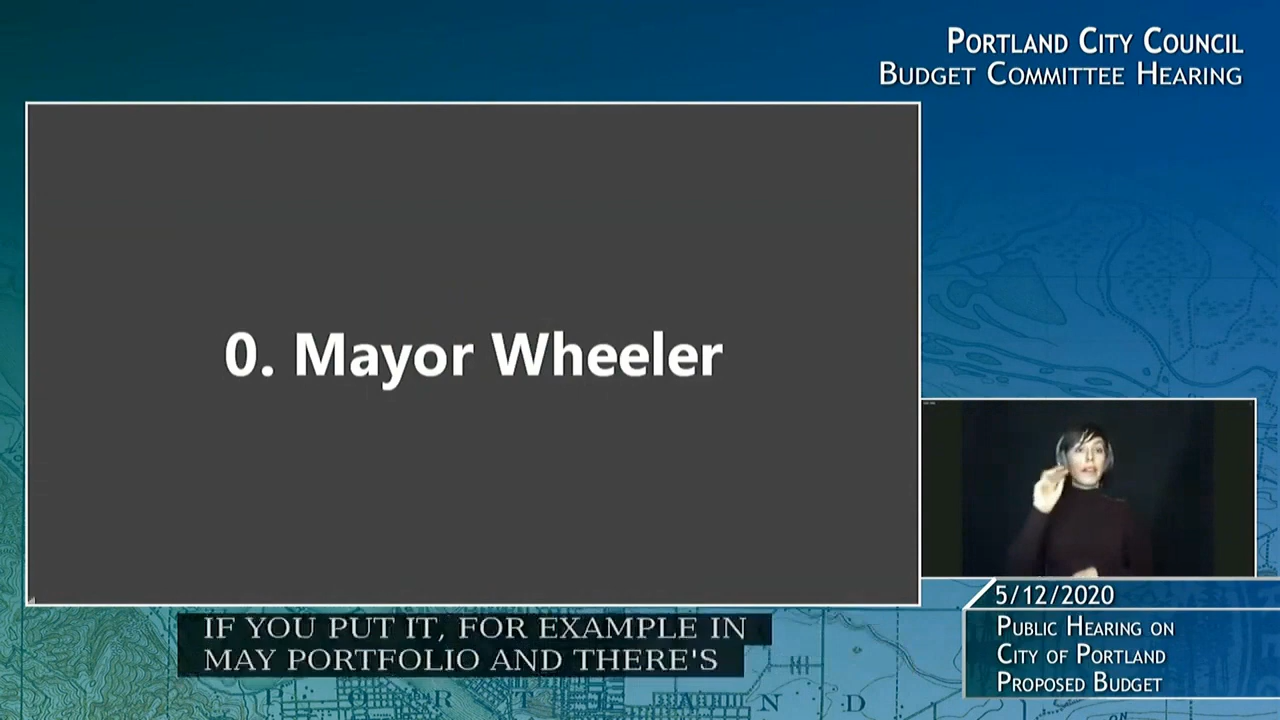 PORTLAND CITY COUNCIL
BUDGET COMMITTEE HEARING
0. Mayor Wheeler
5/12/2020
PUBLIC HEARING ON
CITY OF PORTLAND
PROPOSED BUDGET
IF YOU PUT IT, FOR EXAMPLE IN
MAY PORTFOLIO AND THERE'S
P O R T L A N D